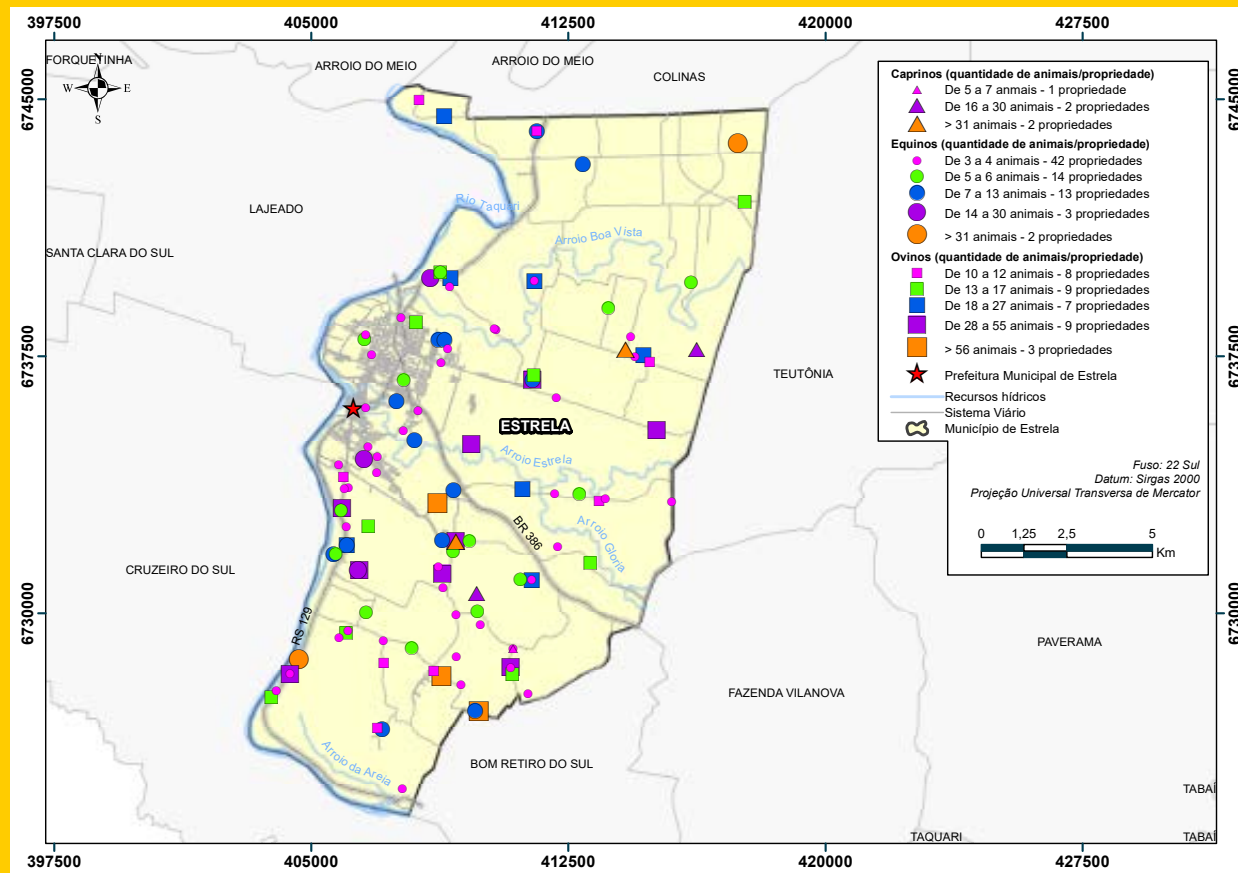 397500 405000 412500 420000 427500
FORQUETINHA
ARROIO DO MEIO
ARROIO DO MEIO
COLINAS
N
W E
S
6745000
6745000
Caprinos (quantidade de animais/propriedade)
De 5 a 7 anmais - 1 propriedade
De 16 a 30 animais - 2 propriedades
> 31 animais - 2 propriedades
Equinos (quantidade de animais/propriedade)
De 3 a 4 animais - 42 propriedades
De 5 a 6 animais - 14 propriedades
De 7 a 13 animais - 13 propriedades
De 14 a 30 animais - 3 propriedades
> 31 animais - 2 propriedades
Ovinos (quantidade de animais/propriedade)
De 10 a 12 animais - 8 propriedades
De 13 a 17 animais - 9 propriedades
De 18 a 27 animais - 7 propriedades
De 28 a 55 animais - 9 propriedades
> 56 animais - 3 propriedades
Prefeitura Municipal de Estrela
Recursos hídricos
Sistema Viário
Município de Estrela
Fuso: 22 Sul
Datum: Sirgas 2000
Projeção Universal Transversa de Mercator
0 1,25 2,5 5
Km
LAJEADO
Rio Taquari
Arroio Boa Vista
SANTA CLARA DO SUL
6737500
6737500
TEUTÔNIA
ESTRELA
Arroio Estrela
BR 386
Arroio Gloria
CRUZEIRO DO SUL
6730000
6730000
RS 129
PAVERAMA
FAZENDA VILANOVA
Arroio da Areia
BOM RETIRO DO SUL
TABAÍ
TAQUARI
TABAÍ
397500 405000 412500 420000 427500